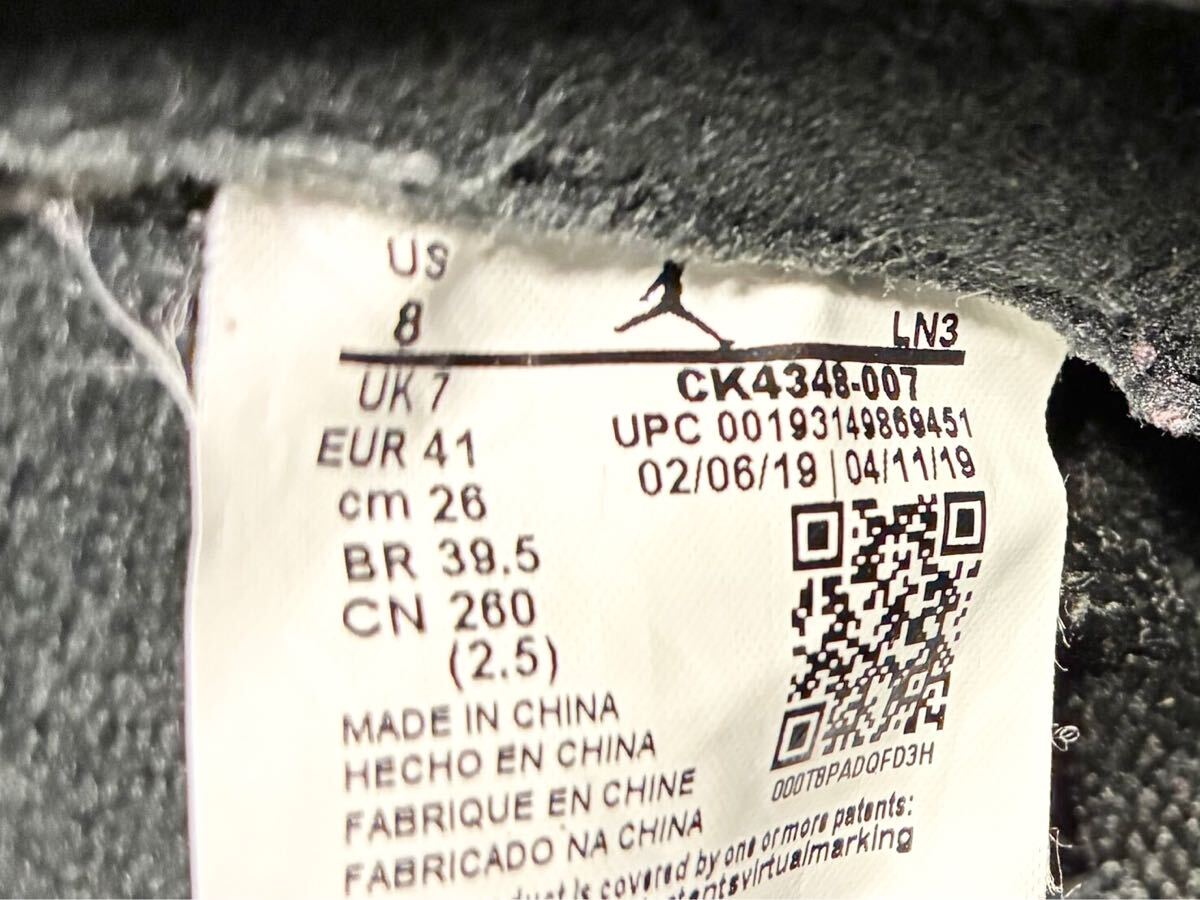 US
8
LN3
UK 7
CK4348-007
EUR 41
UPC 00193149869451
cm 26
02/06/19 | 04/11/19
BR 39.5
CN 260
(2.5)
MADE IN CHINA
HECHO EN CHINA
FABRIQUE EN CHINE
FABRICADO NA CHINA
000T8PADQFD3H
is covered by one or more patents: